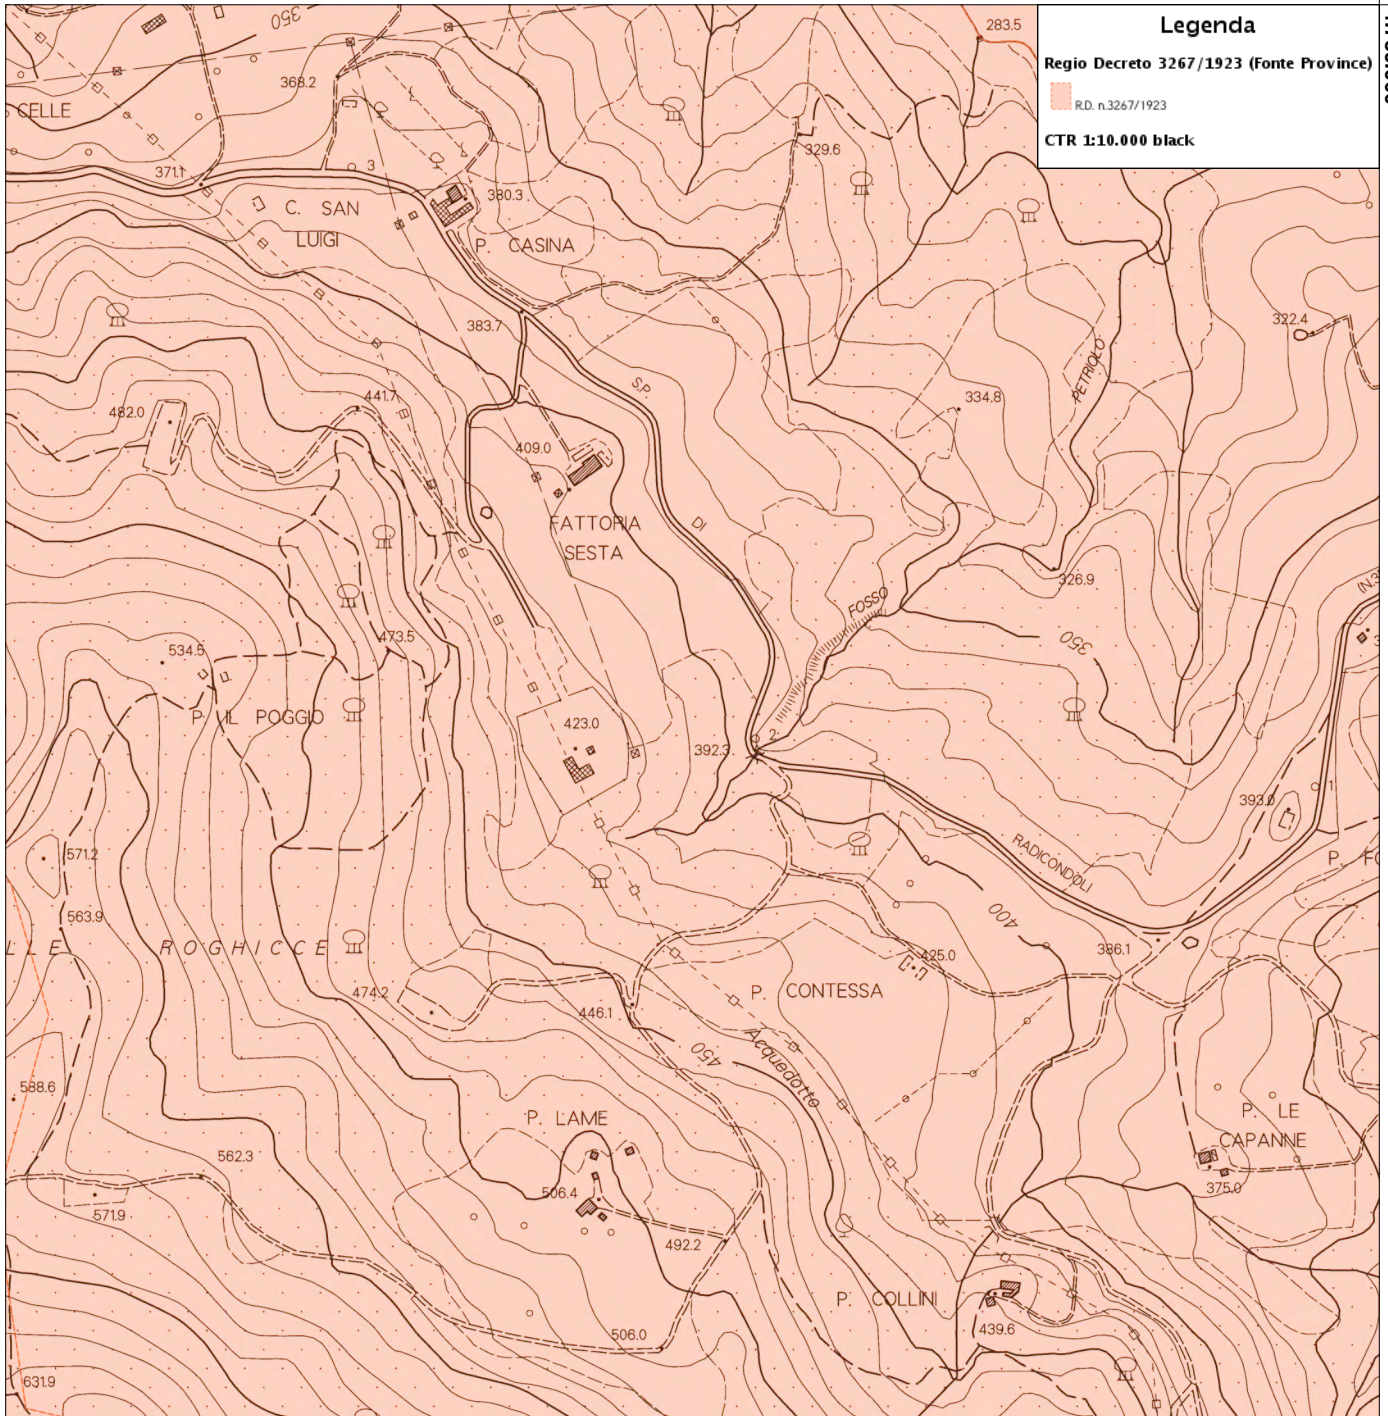 Legenda
Regio Decreto 3267/1923 (Fonte Province)
R.D. n.3267/1923
CTR 1:10.000 black
350
283.5
368.2
CELLE
329.6
371.1
3
380.3
C. SAN
LUIGI
P. CASINA
383.7
322.4
PETRIOLO
S.P.
334.8
441.7
482.0
409.0
FATTORIA
SESTA
DI
326.9
FOSSO
350
473.5
534.5
P. IL POGGIO
423.0
392.3
2
393.0
1
571.2
RADICONDOLI
400
563.9
LLE ROGHICCE
386.1
425.0
474.2
P. CONTESSA
446.1
450
Acquedotto
588.6
P. LAME
P. LE
CAPANNE
562.3
506.4
375.0
571.9
492.2
P. COLLINI
506.0
439.6
631.9